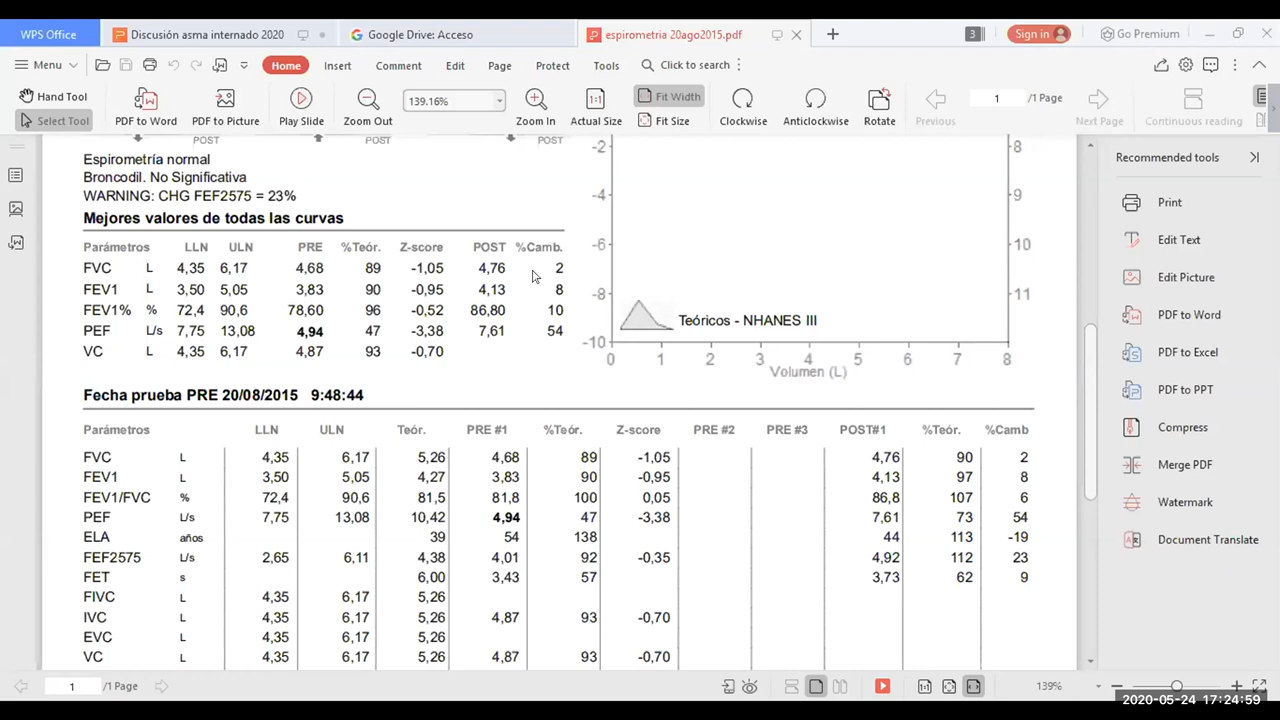 WPS Office Discusión asma internado 2020 Google Drive: Acceso espirometria 20ago2015.pdf 3 Sign in Go Premium
Menu Home Insert Comment Edit Page Protect Tools Click to search
Hand Tool
Select Tool PDF to Word PDF to Picture Play Slide Zoom Out 139.16% Zoom In Actual Size Fit Width Fit Size Clockwise Anticlockwise Rotate Previous 1 /1 Page Next Page Continuous reading
POST POST POST
Espirometría normal
Broncodil. No Significativa
WARNING: CHG FEF2575 = 23%
Mejores valores de todas las curvas
Parámetros LLN ULN PRE %Teór. Z-score POST %Camb.
FVC L 4,35 6,17 4,68 89 -1,05 4,76 2
FEV1 L 3,50 5,05 3,83 90 -0,95 4,13 8
FEV1% % 72,4 90,6 78,60 96 -0,52 86,80 10
PEF L/s 7,75 13,08 4,94 47 -3,38 7,61 54
VC L 4,35 6,17 4,87 93 -0,70
-2 8
-4 9
-6 10
-8 11
Teóricos - NHANES III
-10
0 1 2 3 4 5 6 7 8
Volumen (L)
Fecha prueba PRE 20/08/2015 9:48:44
Parámetros LLN ULN Teór. PRE #1 %Teór. Z-score PRE #2 PRE #3 POST#1 %Teór. %Camb
FVC L 4,35 6,17 5,26 4,68 89 -1,05 4,76 90 2
FEV1 L 3,50 5,05 4,27 3,83 90 -0,95 4,13 97 8
FEV1/FVC % 72,4 90,6 81,5 81,8 100 0,05 86,8 107 6
PEF L/s 7,75 13,08 10,42 4,94 47 -3,38 7,61 73 54
ELA años 39 54 138 44 113 -19
FEF2575 L/s 2,65 6,11 4,38 4,01 92 -0,35 4,92 112 23
FET s 6,00 3,43 57 3,73 62 9
FIVC L 4,35 6,17 5,26
IVC L 4,35 6,17 5,26 4,87 93 -0,70
EVC L 4,35 6,17 5,26
VC L 4,35 6,17 5,26 4,87 93 -0,70
Recommended tools
Print
Edit Text
Edit Picture
PDF to Word
PDF to Excel
PDF to PPT
Compress
Merge PDF
Watermark
Document Translate
1 /1 Page 139%
2020-05-24 17:24:59